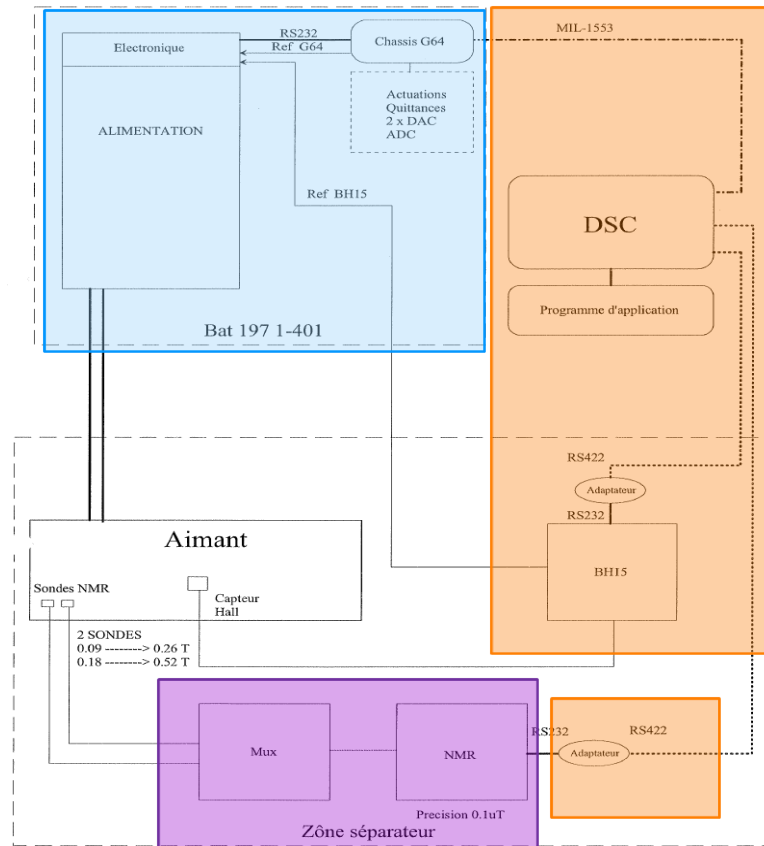 RS232
Chassis G64
MIL-1553
Electronique
Ref G64
Actuations
Quittances
2 x DAC
ADC
ALIMENTATION
Ref BH15
DSC
Programme d'application
Bat 197 1-401
RS422
Adaptateur
RS232
Aimant
BH15
Sondes NMR
Capteur
Hall
2 SONDES
0.09 --------> 0.26 T
0.18 --------> 0.52 T
RS232
RS422
Mux
NMR
Adaptateur
Precision 0.1uT
Zône séparateur